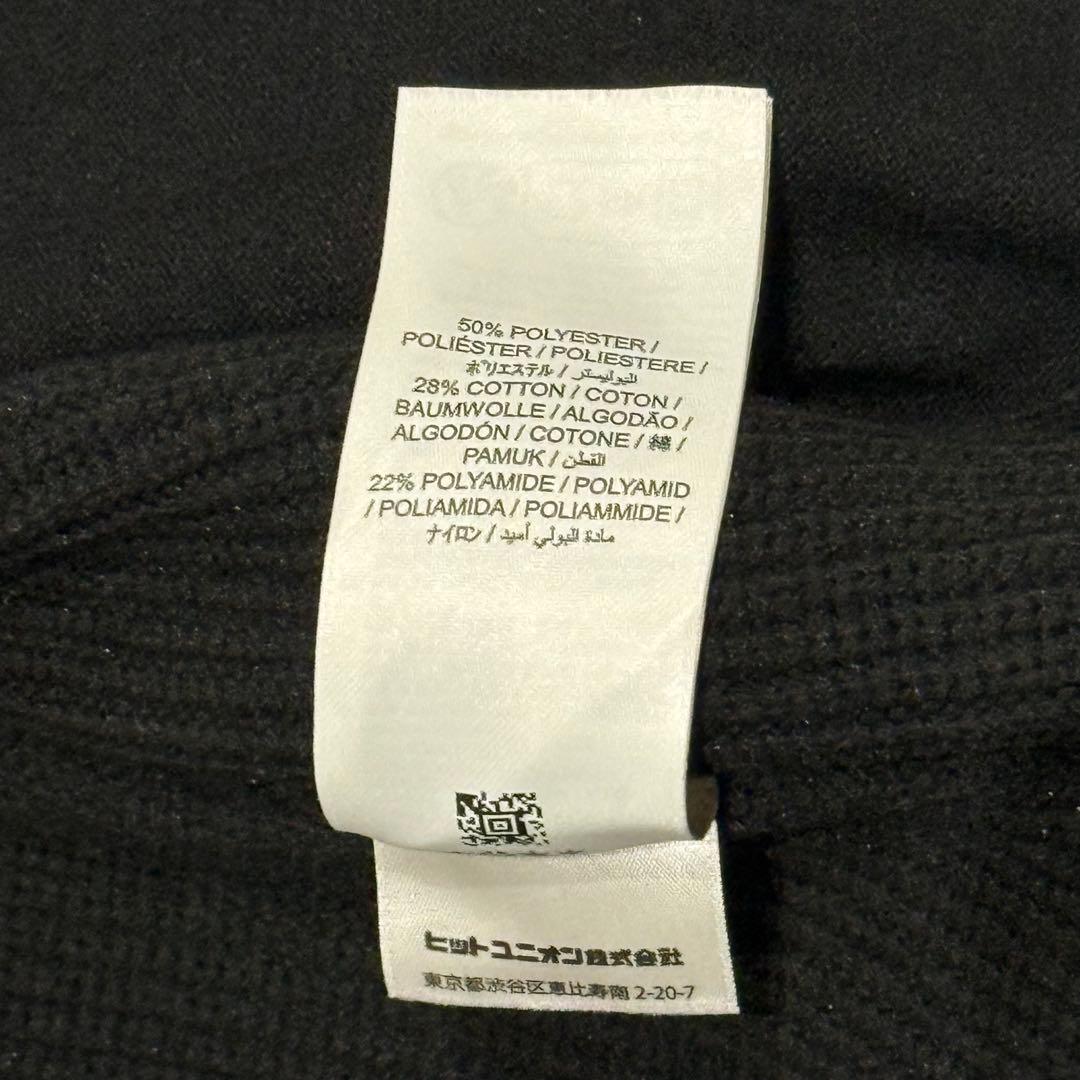 50% POLYESTER /
POLIÉSTER / POLIESTERE /
ポリエステル / البوليستر /
28% COTTON / COTON /
BAUMWOLLE / ALGODÃO /
ALGODÓN / COTONE / 綿 /
PAMUK / القطن
22% POLYAMIDE / POLYAMID
/ POLIAMIDA / POLIAMMIDE /
ナイロン / مادة البولي أميد
ヒットユニオン株式会社
東京都渋谷区恵比寿南 2-20-7